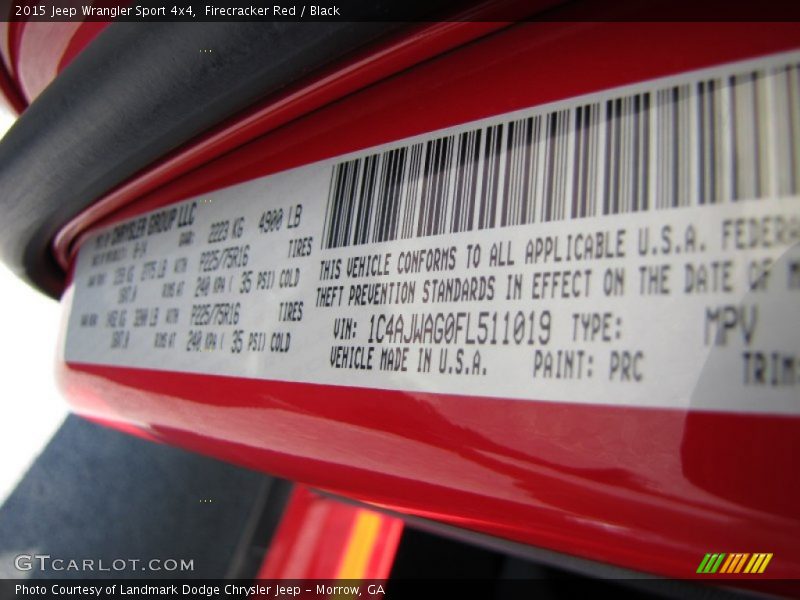 2015 Jeep Wrangler Sport 4x4,  Firecracker Red / Black
CHRYSLER GROUP LLC
2223 KG 4900 LB
P225/75R16 TIRES
240 KPA ( 35 PSI) COLD
P225/75R16 TIRES
240 KPA ( 35 PSI) COLD
THIS VEHICLE CONFORMS TO ALL APPLICABLE U.S.A.
THEFT PREVENTION STANDARDS IN EFFECT ON THE DATE OF
VIN: 1C4AJWAG0FL511019 TYPE: MPV
VEHICLE MADE IN U.S.A. PAINT: PRC TRIM:
GTCARLOT.COM
Photo Courtesy of Landmark Dodge Chrysler Jeep – Morrow, GA